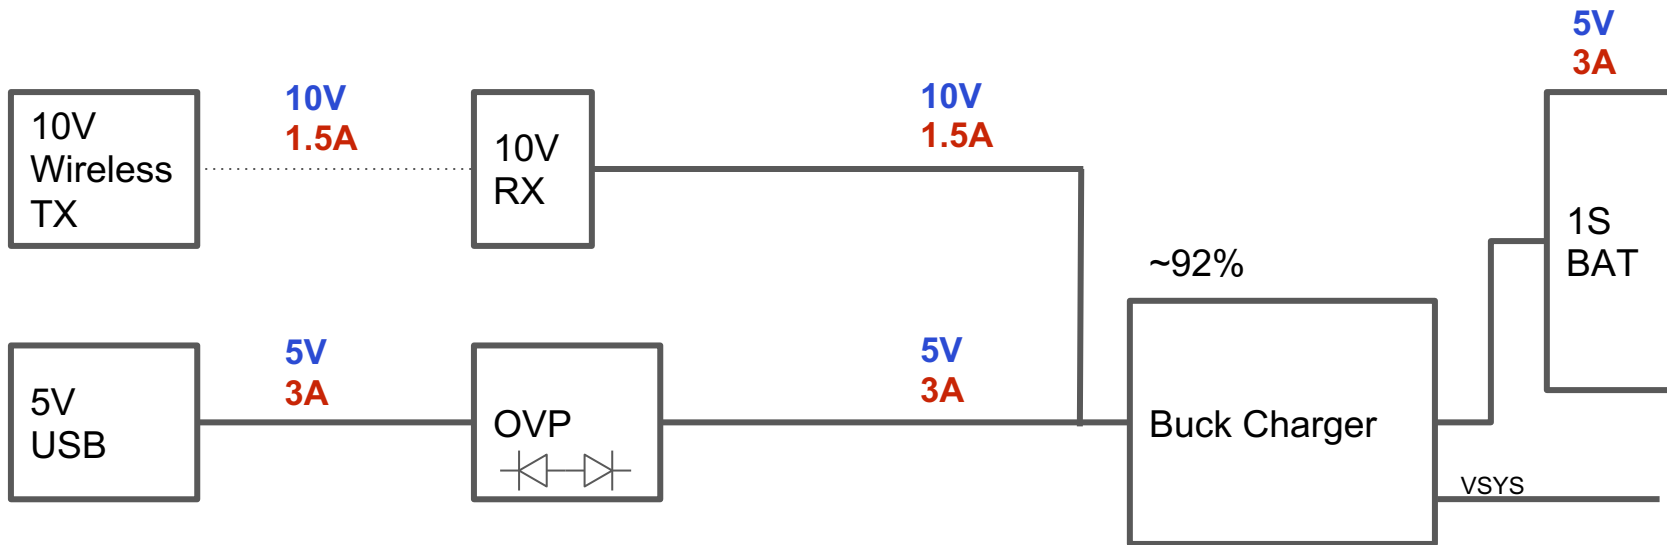 5V
3A
10V
Wireless
TX
10V
1.5A
10V
RX
10V
1.5A
1S
BAT
~92%
5V
USB
5V
3A
OVP
5V
3A
Buck Charger
VSYS